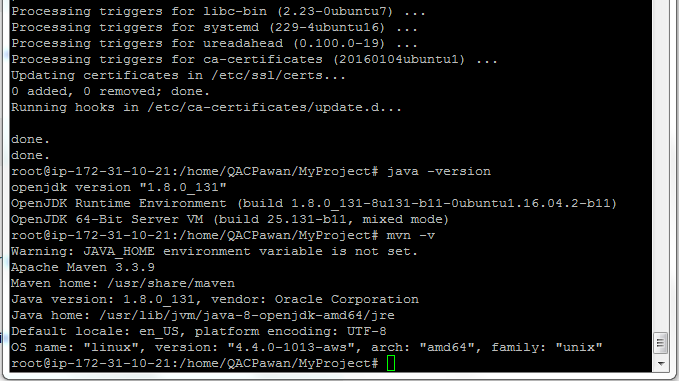 Processing triggers for libc-bin (2.23-0ubuntu7) ...
Processing triggers for systemd (229-4ubuntu16) ...
Processing triggers for ureadahead (0.100.0-19) ...
Processing triggers for ca-certificates (20160104ubuntu1) ...
Updating certificates in /etc/ssl/certs...
0 added, 0 removed; done.
Running hooks in /etc/ca-certificates/update.d...
done.
done.
root@ip-172-31-10-21:/home/QACPawan/MyProject# java -version
openjdk version "1.8.0_131"
OpenJDK Runtime Environment (build 1.8.0_131-8u131-b11-0ubuntu1.16.04.2-b11)
OpenJDK 64-Bit Server VM (build 25.131-b11, mixed mode)
root@ip-172-31-10-21:/home/QACPawan/MyProject# mvn -v
Warning: JAVA_HOME environment variable is not set.
Apache Maven 3.3.9
Maven home: /usr/share/maven
Java version: 1.8.0_131, vendor: Oracle Corporation
Java home: /usr/lib/jvm/java-8-openjdk-amd64/jre
Default locale: en_US, platform encoding: UTF-8
OS name: "linux", version: "4.4.0-1013-aws", arch: "amd64", family: "unix"
root@ip-172-31-10-21:/home/QACPawan/MyProject#